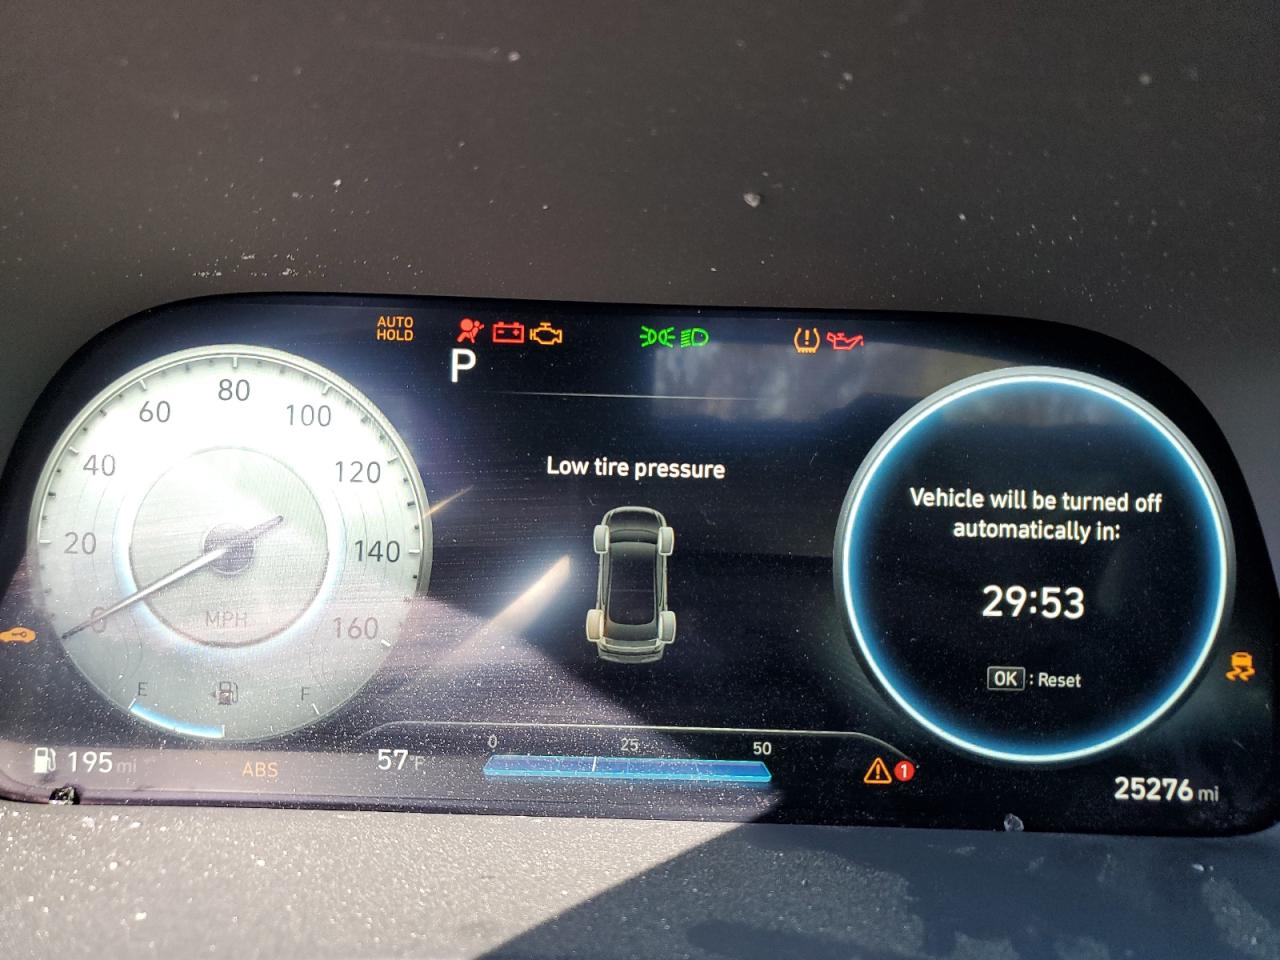 AUTO
HOLD
P
80
60
100
40
120
20
140
0
160
MPH
E
F
Low tire pressure
Vehicle will be turned off
automatically in:
29:53
OK : Reset
195 mi
ABS
57°F
0
25
50
1
25276 mi